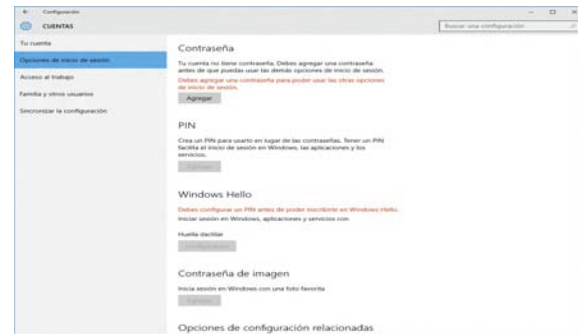 Configuración
CUENTAS
Buscar una configuración
Tu cuenta
Opciones de inicio de sesión
Acceso al trabajo
Familia y otros usuarios
Sincronizar la configuración
Contraseña
Tu cuenta no tiene contraseña. Debes agregar una contraseña
antes de que puedas usar las demás opciones de inicio de sesión.
Debes agregar una contraseña para poder usar las otras opciones
de inicio de sesión.
Agregar
PIN
Crea un PIN para usarlo en lugar de las contraseñas. Tener un PIN
facilita el inicio de sesión en Windows, las aplicaciones y los
servicios.
Agregar
Windows Hello
Debes configurar un PIN antes de poder inscribirte en Windows Hello.
Iniciar sesión en Windows, aplicaciones y servicios con
Huella dactilar
Configuración
Contraseña de imagen
Inicia sesión en Windows con una foto favorita
Agregar
Opciones de configuración relacionadas